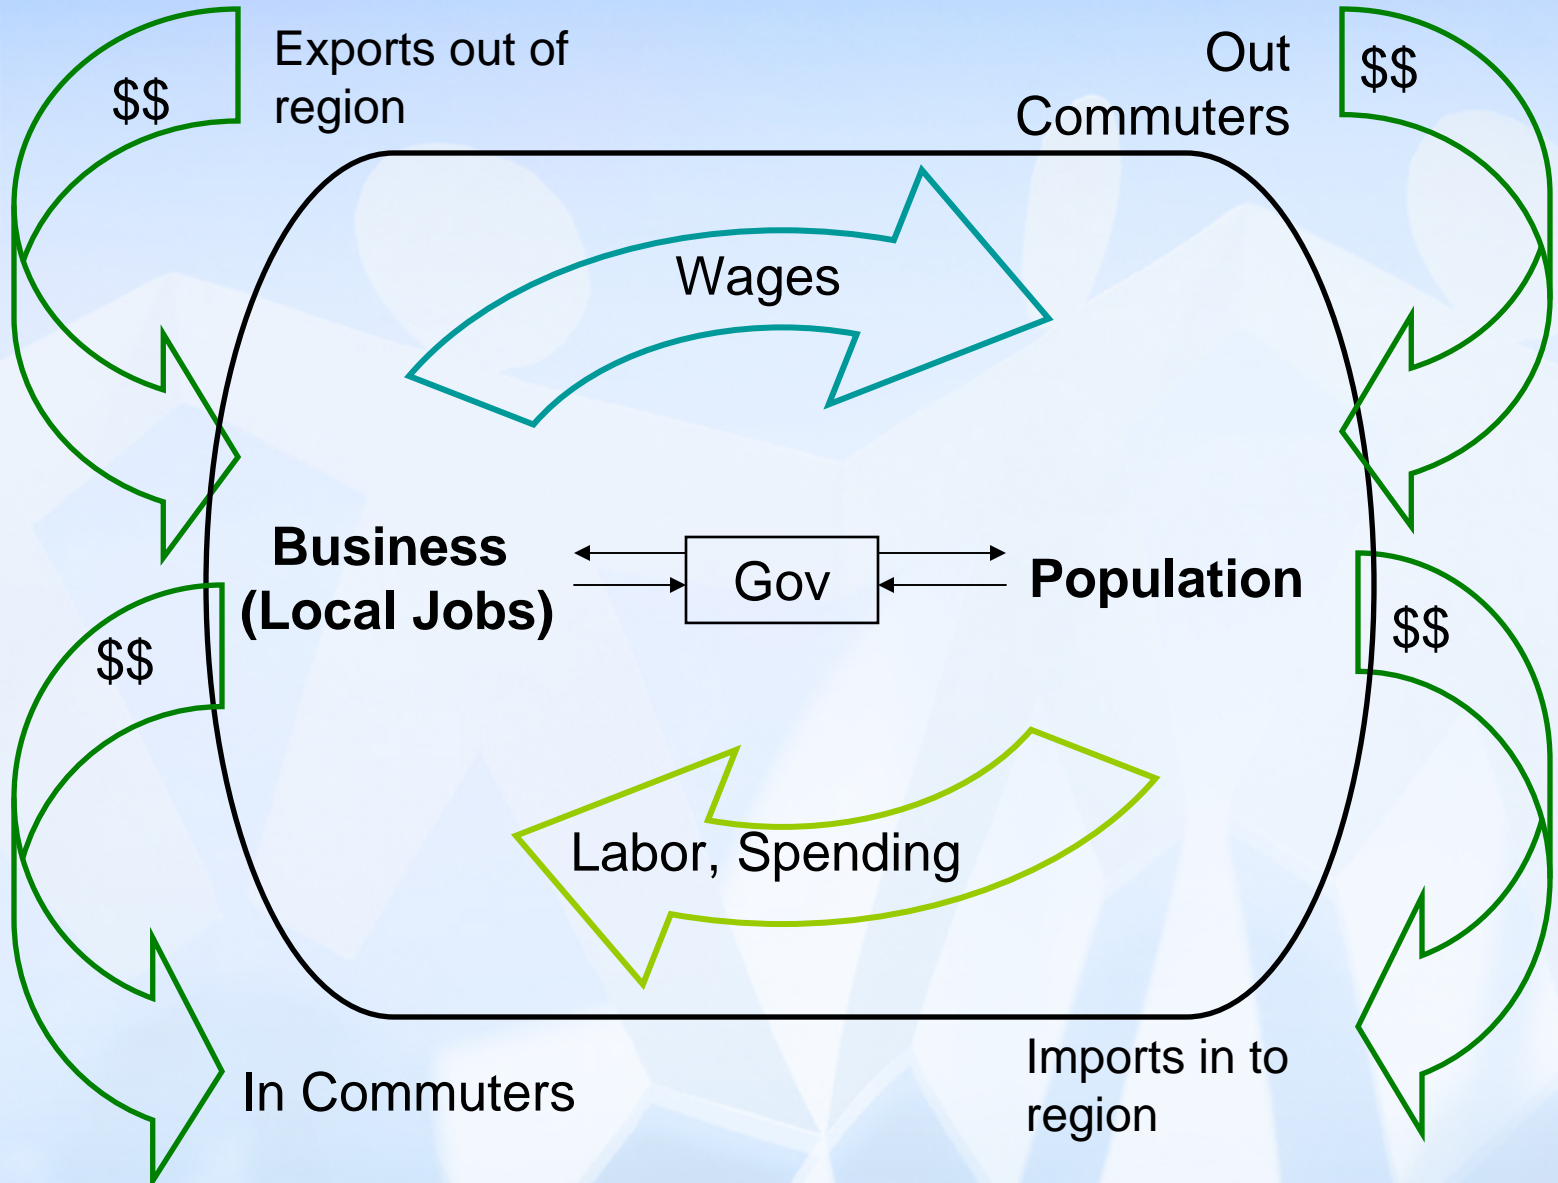 Exports out of
region
$$
Out
Commuters
$$
Wages
Business
(Local Jobs)
Gov
Population
$$
$$
Labor, Spending
In Commuters
Imports in to
region